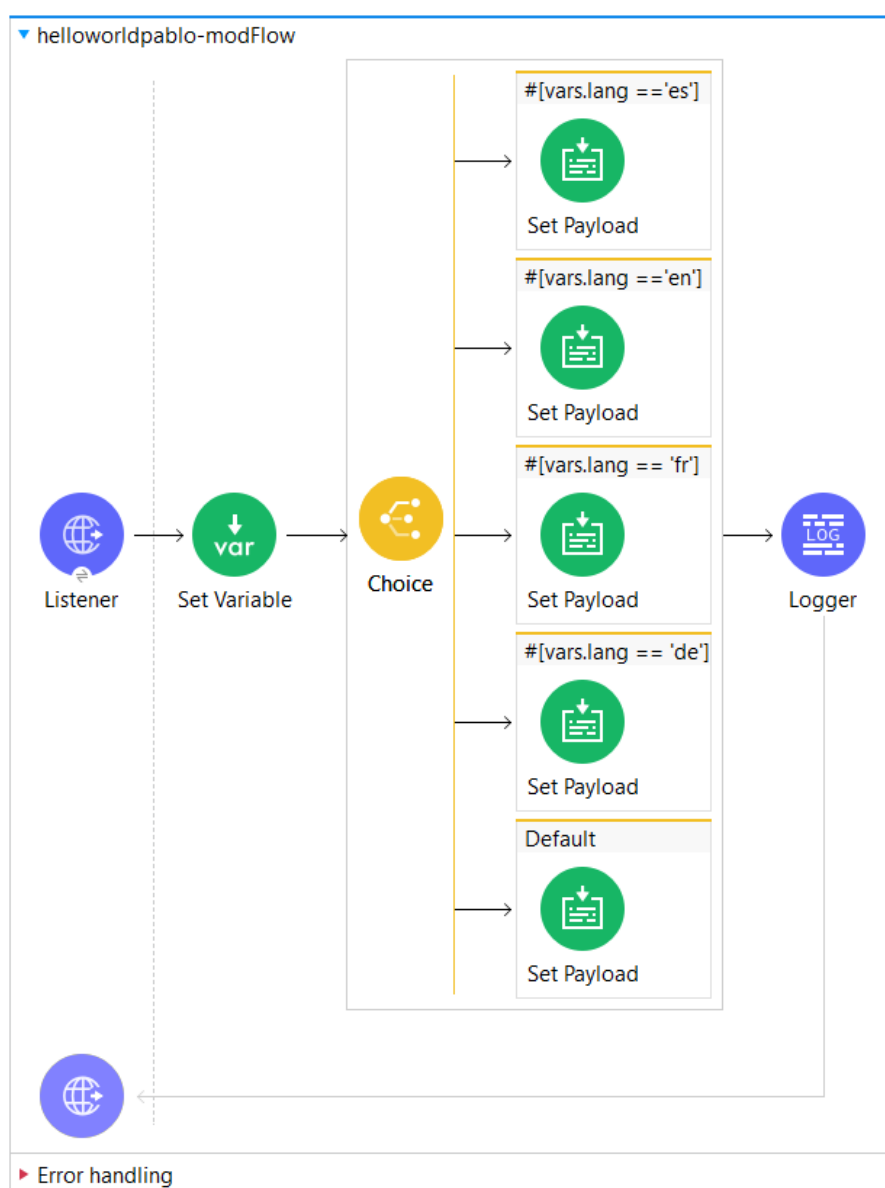 helloworldpablo-modFlow
#[vars.lang =='es']
Set Payload
#[vars.lang =='en']
Set Payload
#[vars.lang == 'fr']
var
LOG
Listener
Set Variable
Choice
Set Payload
Logger
#[vars.lang == 'de']
Set Payload
Default
Set Payload
Error handling